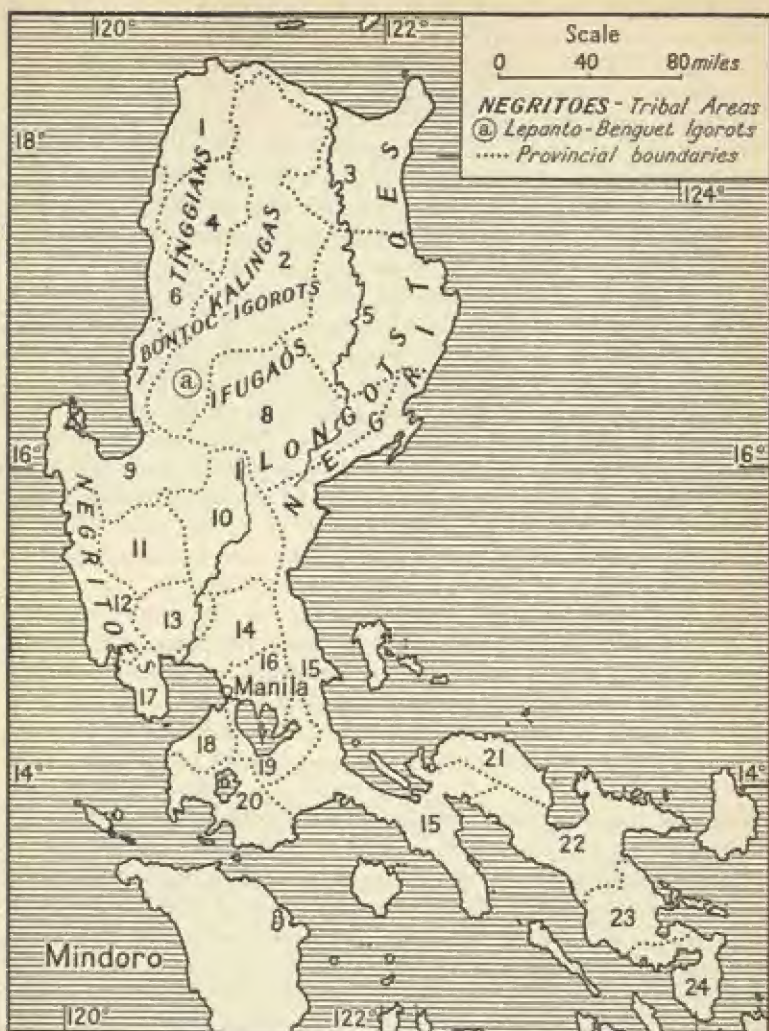 120° 122°
Scale
0 40 80 miles
NEGRITOES - Tribal Areas
ⓐ Lepanto-Benguet Igorots
..... Provincial boundaries
18°
124°
1
TINGGIANS
3
2
4
KALINGAS
2
NEGRITOES
6
BONTOC-IGOROTS
5
7
ⓐ
IFUGAOS
8
ILONGOTS
16° 16°
9
NEGRITOES
10
11
12
13
14
16
15
Manila
17
18
19
20
14° 14°
21
15
22
23
24
Mindoro
120° 122°